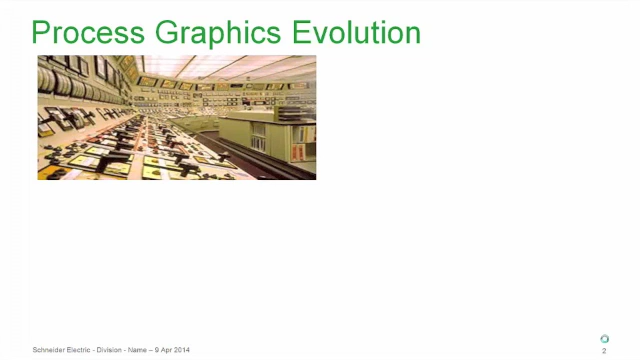 Process Graphics Evolution
Schneider Electric - Division - Name – 9 Apr 2014
2